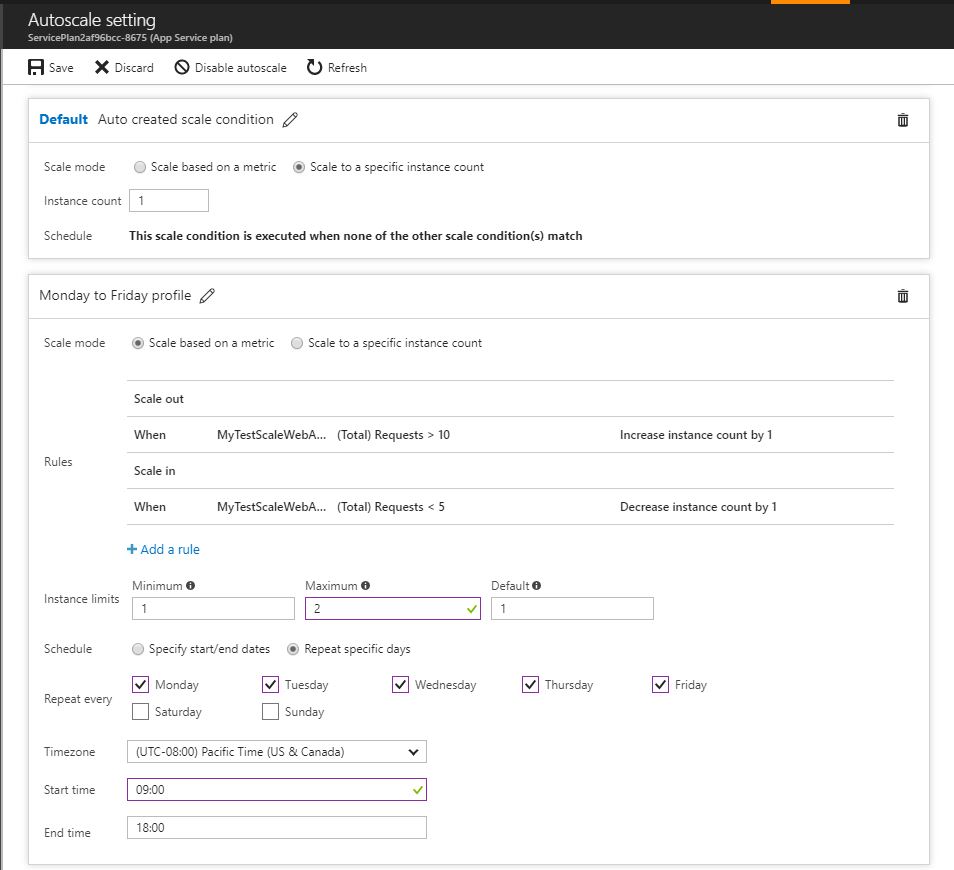 Autoscale setting
ServicePlan2af96bcc-8675 (App Service plan)
Save Discard Disable autoscale Refresh
Default Auto created scale condition
Scale mode Scale based on a metric Scale to a specific instance count
Instance count 1
Schedule This scale condition is executed when none of the other scale condition(s) match
Monday to Friday profile
Scale mode Scale based on a metric Scale to a specific instance count
Rules
Scale out
When MyTestScaleWebA... (Total) Requests > 10 Increase instance count by 1
Scale in
When MyTestScaleWebA... (Total) Requests < 5 Decrease instance count by 1
+ Add a rule
Instance limits
Minimum Maximum Default
1 2 1
Schedule Specify start/end dates Repeat specific days
Repeat every
Monday Tuesday Wednesday Thursday Friday
Saturday Sunday
Timezone (UTC-08:00) Pacific Time (US & Canada)
Start time 09:00
End time 18:00